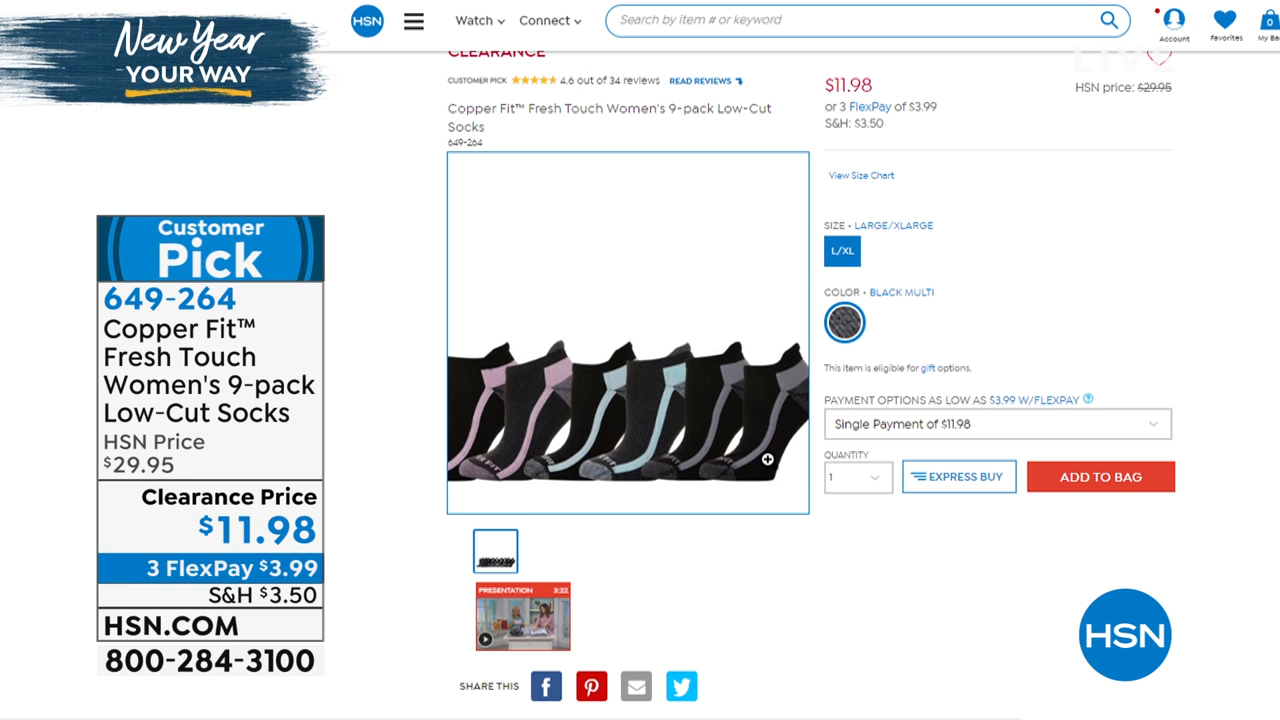 New Year
YOUR WAY
HSN
Watch
Connect
Search by item # or keyword
Account
Favorites
0
CLEARANCE
LIVE
CUSTOMER PICK
4.6 out of 34 reviews
READ REVIEWS
Copper Fit™ Fresh Touch Women's 9-pack Low-Cut
Socks
649-264
$11.98
HSN price: $29.95
or 3 FlexPay of $3.99
S&H: $3.50
View Size Chart
SIZE • LARGE/XLARGE
L/XL
COLOR • BLACK MULTI
This item is eligible for gift options.
PAYMENT OPTIONS AS LOW AS $3.99 W/FLEXPAY ?
Single Payment of $11.98
QUANTITY
1
EXPRESS BUY
ADD TO BAG
PRESENTATION 3:22
SHARE THIS
Customer
Pick
649-264
Copper Fit™
Fresh Touch
Women's 9-pack
Low-Cut Socks
HSN Price
$29.95
Clearance Price
$11.98
3 FlexPay $3.99
S&H $3.50
HSN.COM
800-284-3100
HSN